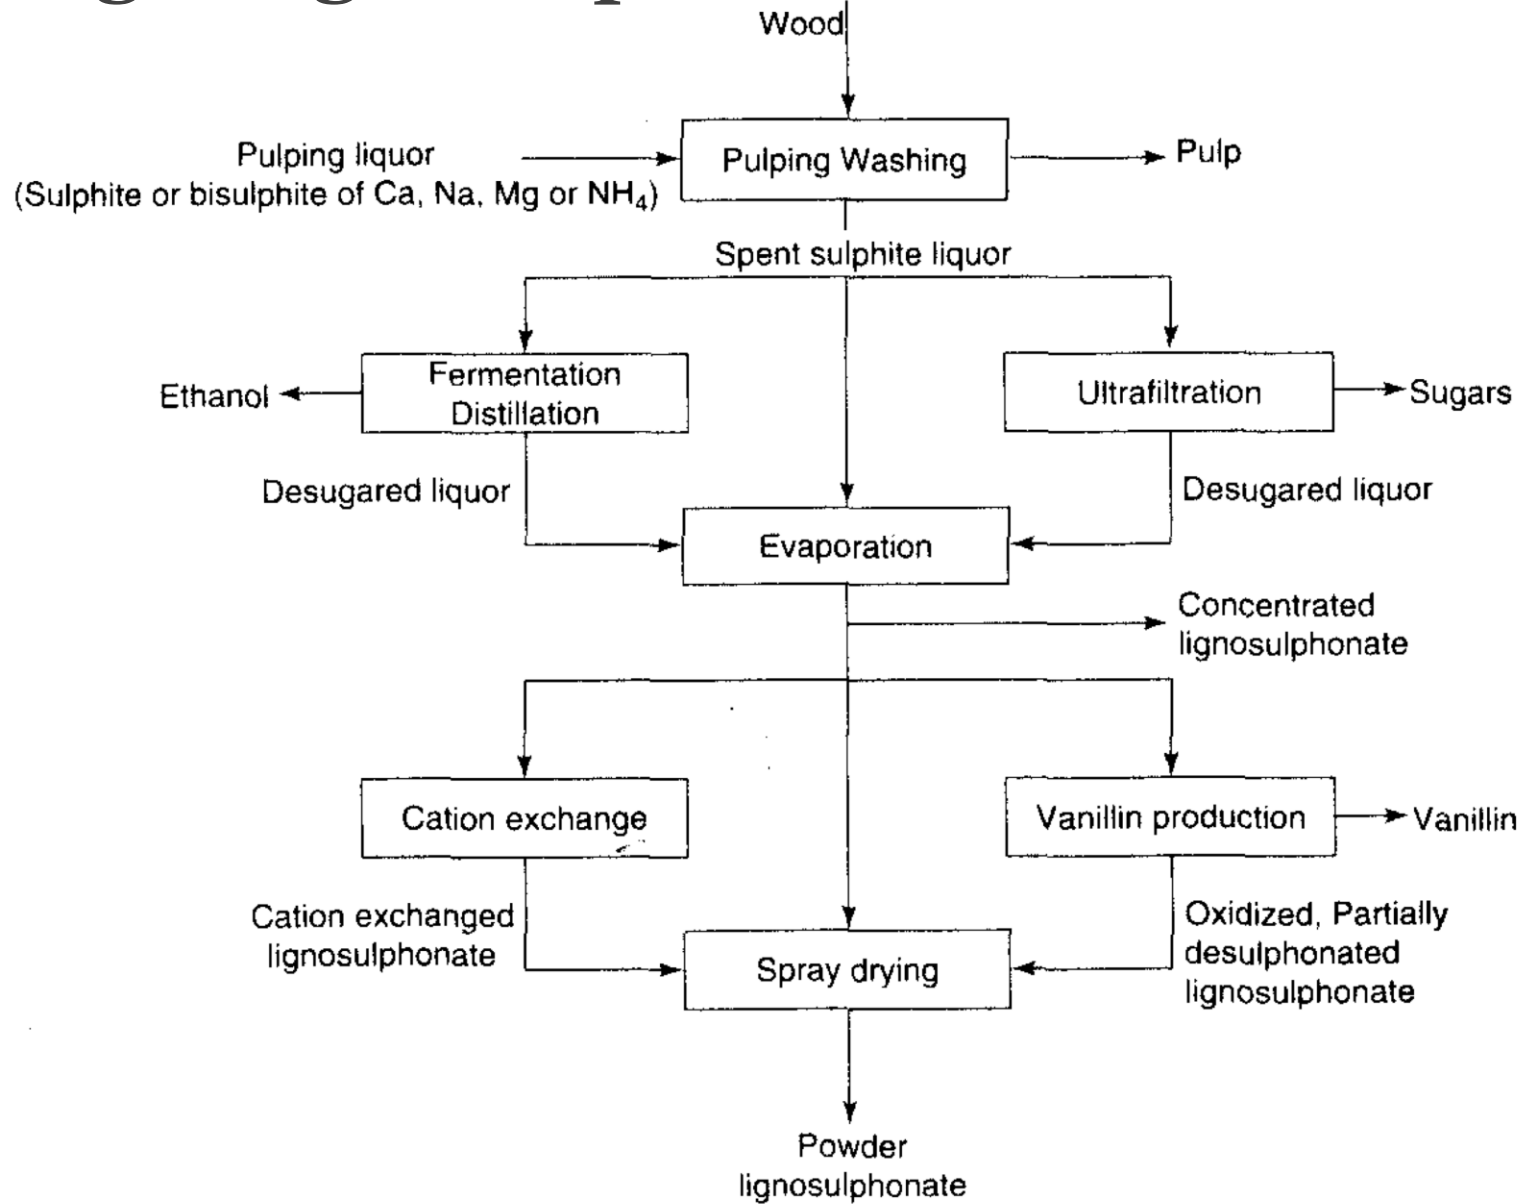 Wood
Pulping liquor
(Sulphite or bisulphite of Ca, Na, Mg or NH₄)
Pulping Washing
Pulp
Spent sulphite liquor
Ethanol
Fermentation
Distillation
Ultrafiltration
Sugars
Desugared liquor
Desugared liquor
Evaporation
Concentrated
lignosulphonate
Cation exchange
Vanillin production
Vanillin
Cation exchanged
lignosulphonate
Spray drying
Oxidized, Partially
desulphonated
lignosulphonate
Powder
lignosulphonate